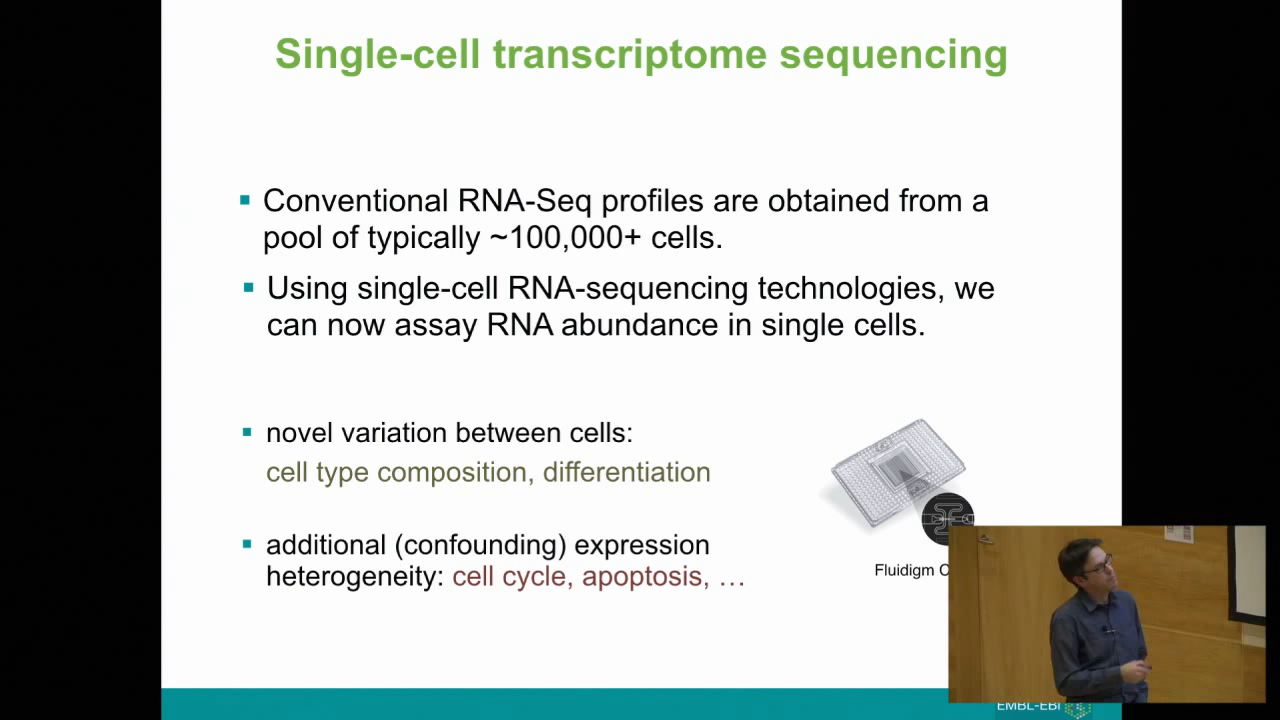 Single-cell transcriptome sequencing
Conventional RNA-Seq profiles are obtained from a
pool of typically ~100,000+ cells.
Using single-cell RNA-sequencing technologies, we
can now assay RNA abundance in single cells.
novel variation between cells:
cell type composition, differentiation
additional (confounding) expression
heterogeneity: cell cycle, apoptosis, …
Fluidigm
EMBL-EBI